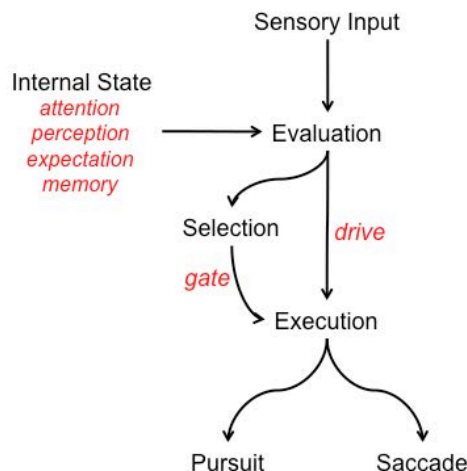 Sensory Input
Internal State
attention
perception
expectation
memory
Evaluation
Selection
drive
gate
Execution
Pursuit
Saccade